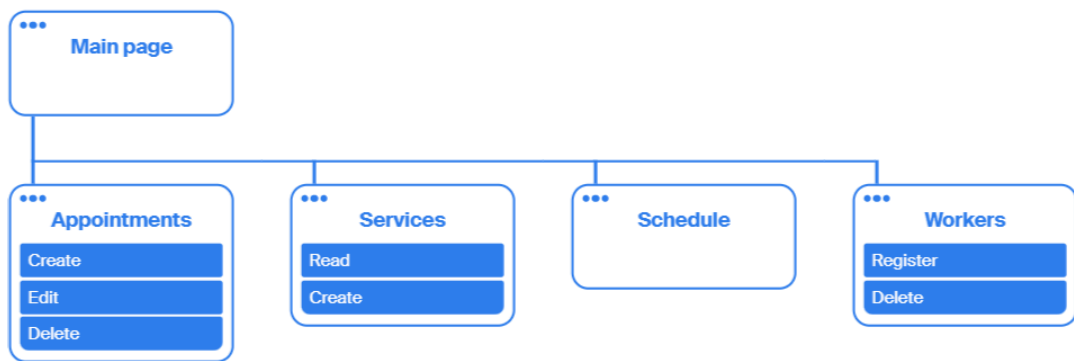 Main page
Appointments
Create
Edit
Delete
Services
Read
Create
Schedule
Workers
Register
Delete